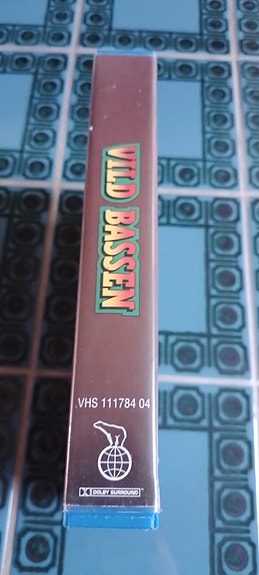 VILD BASSEN
VHS 111784 04
DOLBY SURROUND